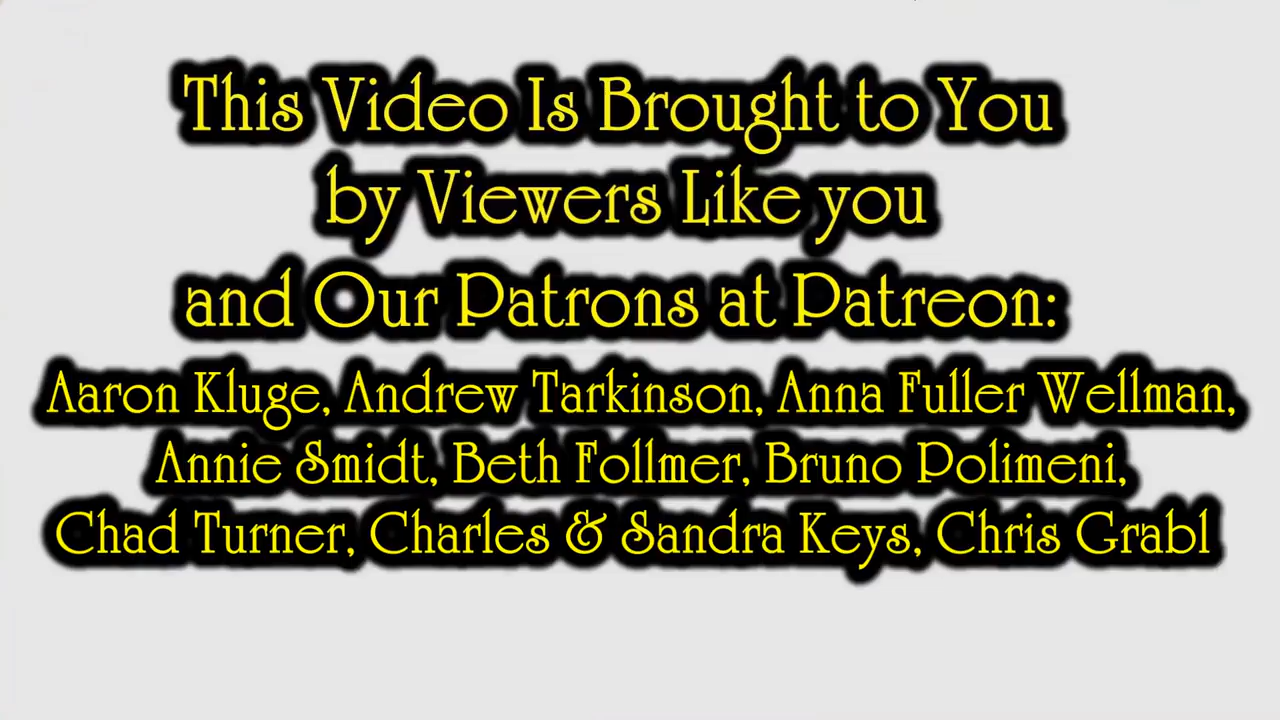 This Video Is Brought to You
by Viewers Like you
and Our Patrons at Patreon:
Aaron Kluge, Andrew Tarkinson, Anna Fuller Wellman,
Annie Smidt, Beth Follmer, Bruno Polimeni,
Chad Turner, Charles & Sandra Keys, Chris Grabl